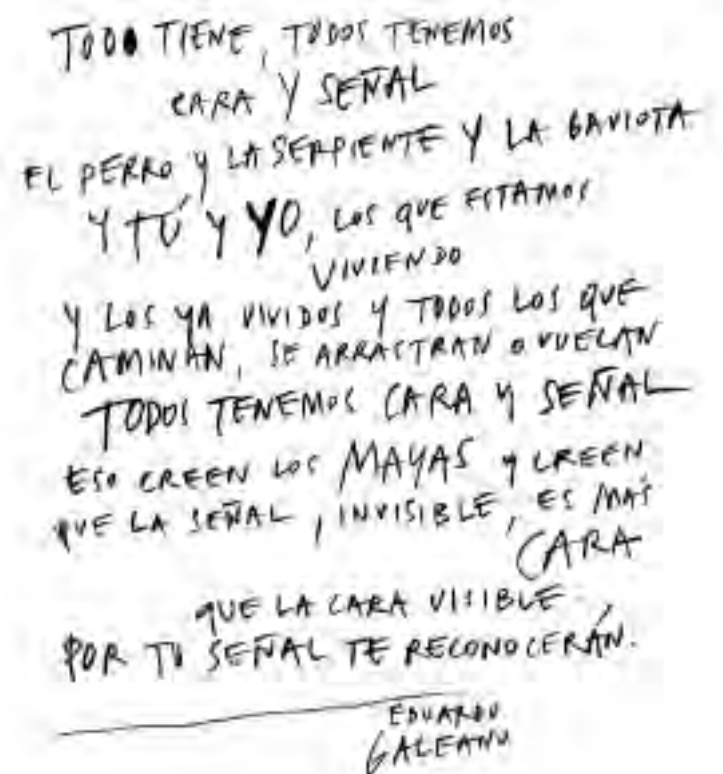 TODO TIENE, TODOS TENEMOS
CARA Y SEÑAL
EL PERRO Y LA SERPIENTE Y LA GAVIOTA
Y TÚ Y YO, LOS QUE ESTAMOS
VIVIENDO
Y LOS YA VIVIDOS Y TODOS LOS QUE
CAMINAN, SE ARRASTRAN O VUELAN
TODOS TENEMOS CARA Y SEÑAL
ESO CREEN LOS MAYAS Y CREEN
QUE LA SEÑAL, INVISIBLE, ES MAS
CARA
QUE LA CARA VISIBLE.
POR TU SEÑAL TE RECONOCERÁN.
EDUARDO
GALEANO